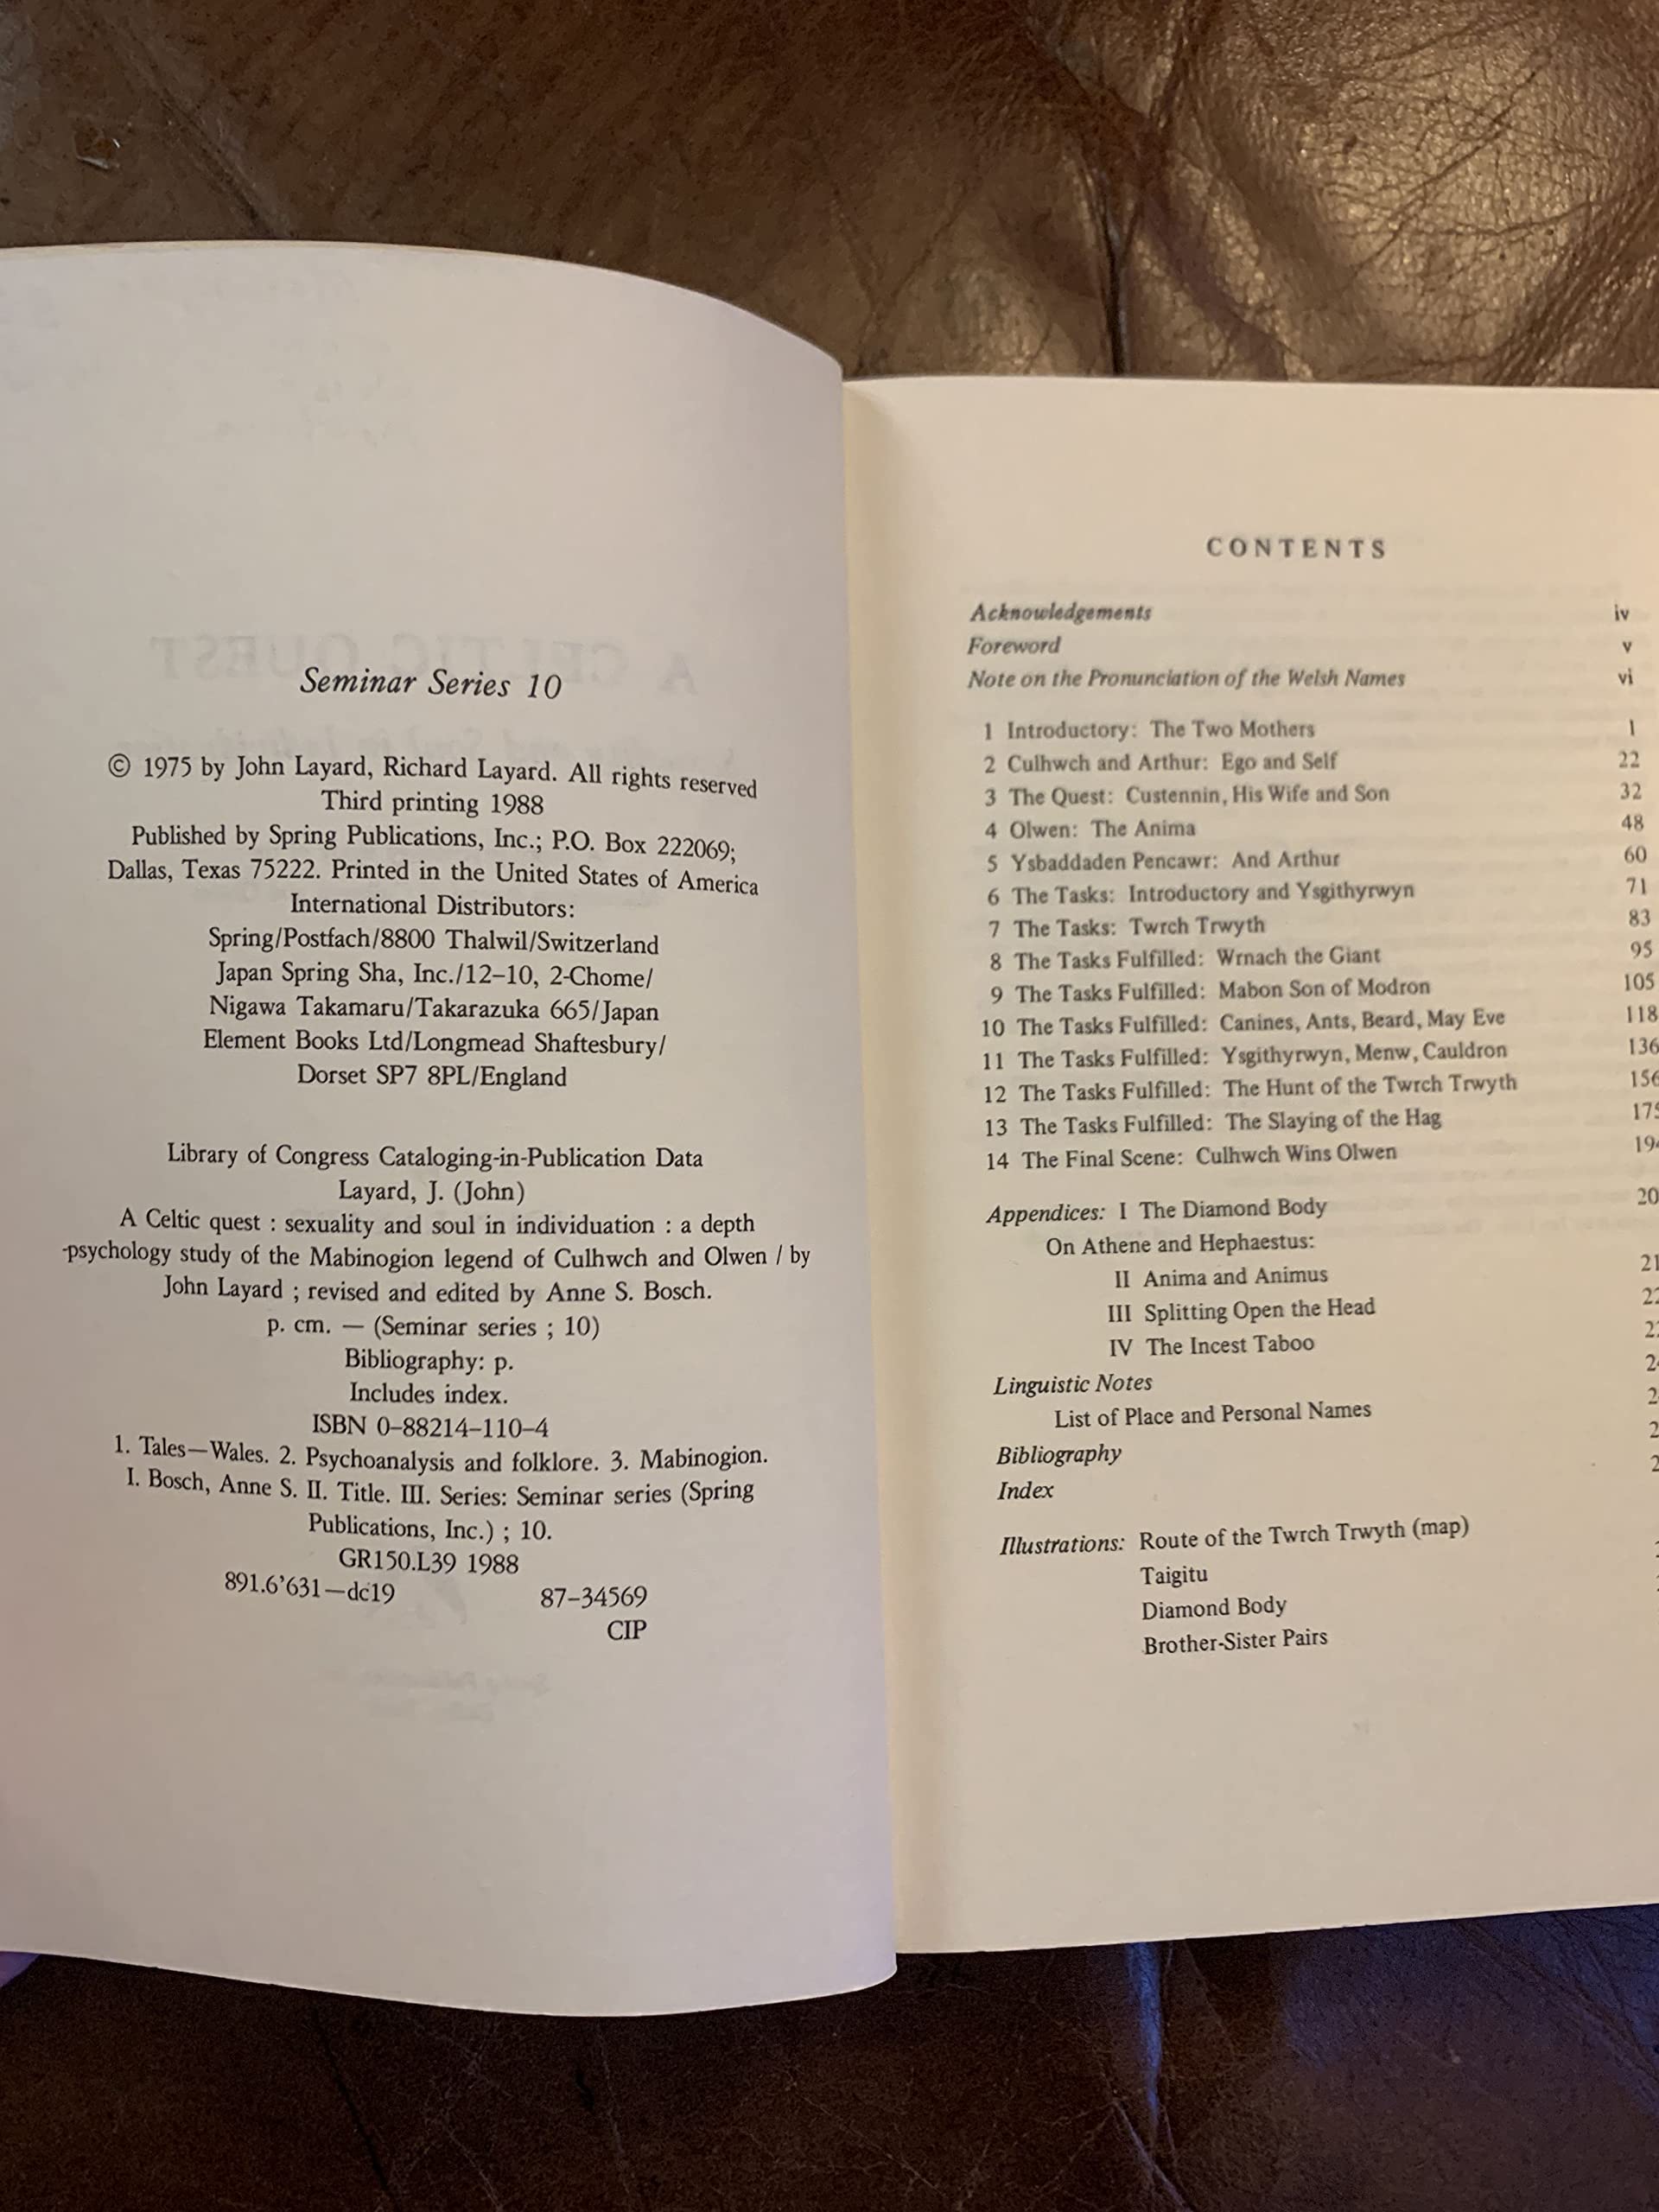 Seminar Series 10
© 1975 by John Layard, Richard Layard. All rights reserved
Third printing 1988
Published by Spring Publications, Inc.; P.O. Box 222069;
Dallas, Texas 75222. Printed in the United States of America
International Distributors:
Spring/Postfach/8800 Thalwil/Switzerland
Japan Spring Sha, Inc./12–10, 2-Chome/
Nigawa Takamaru/Takarazuka 665/Japan
Element Books Ltd/Longmead Shaftesbury/
Dorset SP7 8PL/England
Library of Congress Cataloging-in-Publication Data
Layard, J. (John)
A Celtic quest : sexuality and soul in individuation : a depth
-psychology study of the Mabinogion legend of Culhwch and Olwen / by
John Layard ; revised and edited by Anne S. Bosch.
p. cm. — (Seminar series ; 10)
Bibliography: p.
Includes index.
ISBN 0–88214–110–4
1. Tales—Wales. 2. Psychoanalysis and folklore. 3. Mabinogion.
I. Bosch, Anne S. II. Title. III. Series: Seminar series (Spring
Publications, Inc.) ; 10.
GR150.L39 1988
891.6'631—dc19 87–34569
CIP
CONTENTS
Acknowledgements iv
Foreword v
Note on the Pronunciation of the Welsh Names vi
1 Introductory: The Two Mothers 1
2 Culhwch and Arthur: Ego and Self 22
3 The Quest: Custennin, His Wife and Son 32
4 Olwen: The Anima 48
5 Ysbaddaden Pencawr: And Arthur 60
6 The Tasks: Introductory and Ysgithyrwyn 71
7 The Tasks: Twrch Trwyth 83
8 The Tasks Fulfilled: Wrnach the Giant 95
9 The Tasks Fulfilled: Mabon Son of Modron 105
10 The Tasks Fulfilled: Canines, Ants, Beard, May Eve 118
11 The Tasks Fulfilled: Ysgithyrwyn, Menw, Cauldron 136
12 The Tasks Fulfilled: The Hunt of the Twrch Trwyth 156
13 The Tasks Fulfilled: The Slaying of the Hag 175
14 The Final Scene: Culhwch Wins Olwen 19
Appendices: I The Diamond Body 20
On Athene and Hephaestus:
II Anima and Animus 21
III Splitting Open the Head 22
IV The Incest Taboo
Linguistic Notes
List of Place and Personal Names
Bibliography
Index
Illustrations: Route of the Twrch Trwyth (map)
Taigitu
Diamond Body
Brother-Sister Pairs